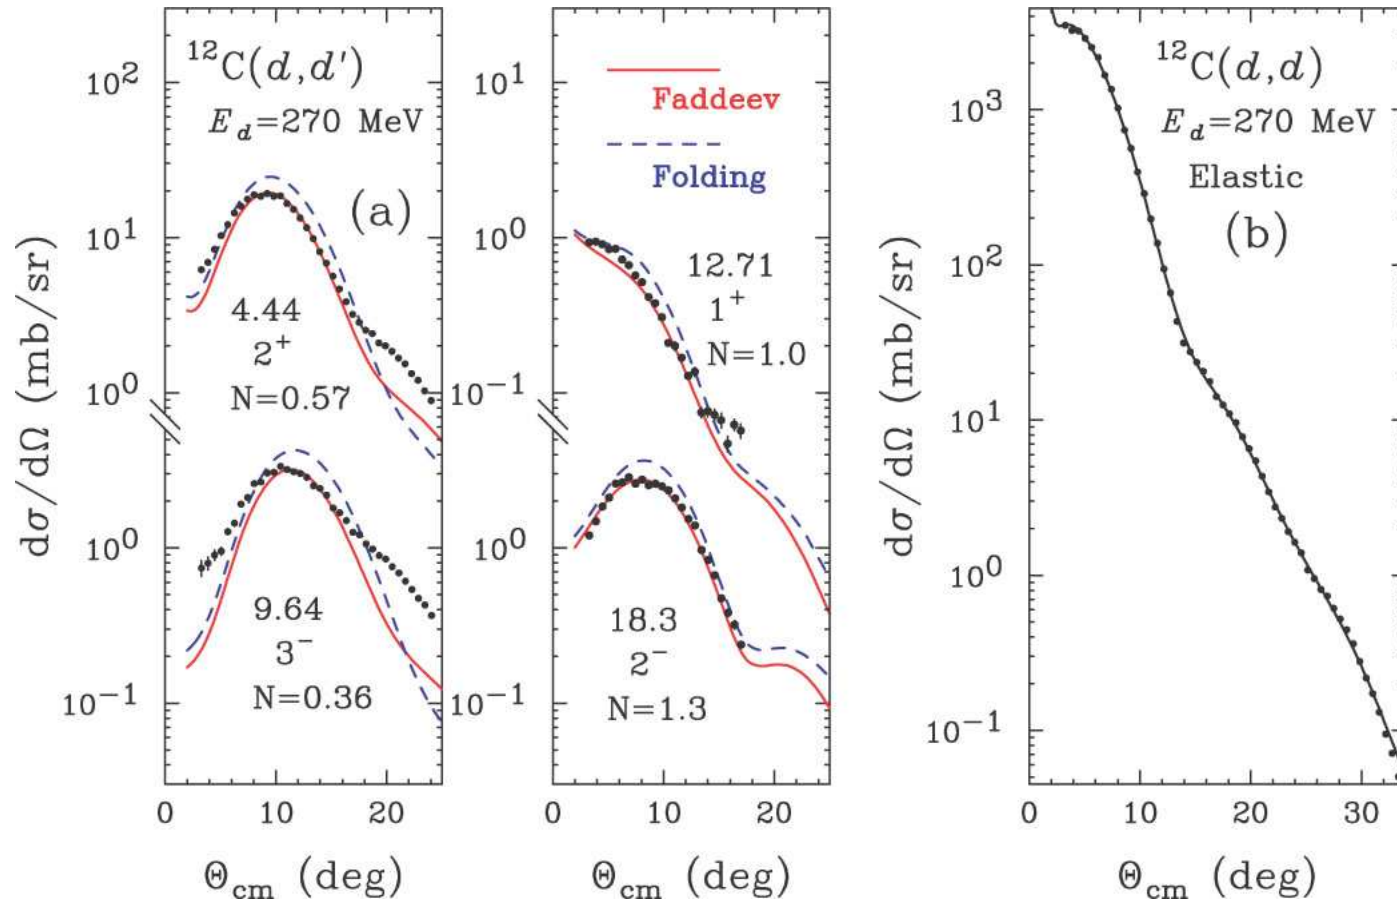 ¹²C(d,d')
E_d=270 MeV
(a)
4.44
2⁺
N=0.57
9.64
3⁻
N=0.36
10²
10¹
10⁰
10⁰
10⁻¹
dσ/dΩ (mb/sr)
0 10 20
Θcm (deg)
Faddeev
Folding
12.71
1⁺
N=1.0
18.3
2⁻
N=1.3
10¹
10⁰
10⁻¹
10⁰
10⁻¹
0 10 20
Θcm (deg)
¹²C(d,d)
E_d=270 MeV
Elastic
(b)
10³
10²
10¹
10⁰
10⁻¹
dσ/dΩ (mb/sr)
0 10 20 30
Θcm (deg)